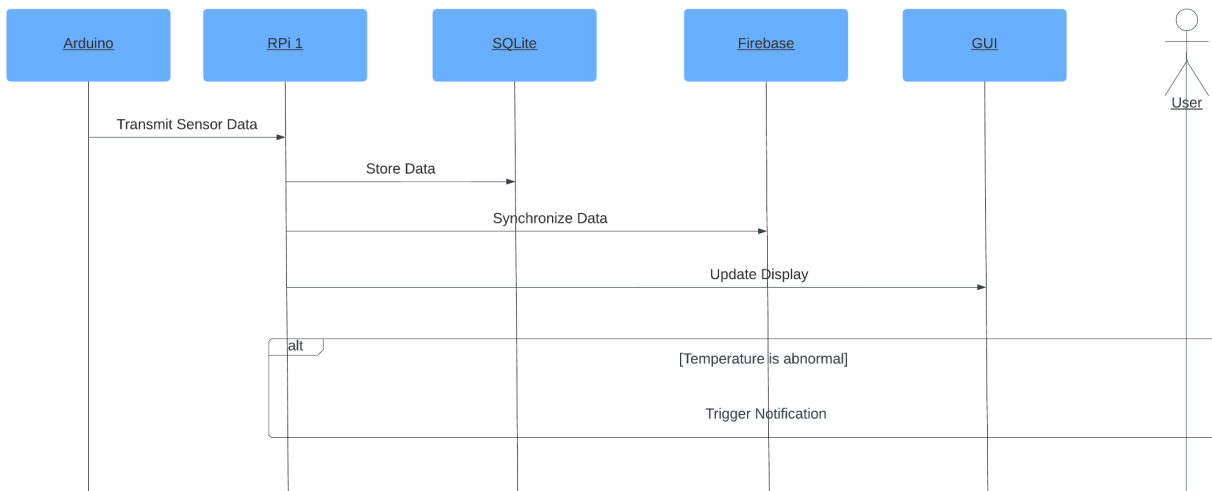 Arduino
RPi 1
SQLite
Firebase
GUI
User
Transmit Sensor Data
Store Data
Synchronize Data
Update Display
alt
[Temperature is abnormal]
Trigger Notification